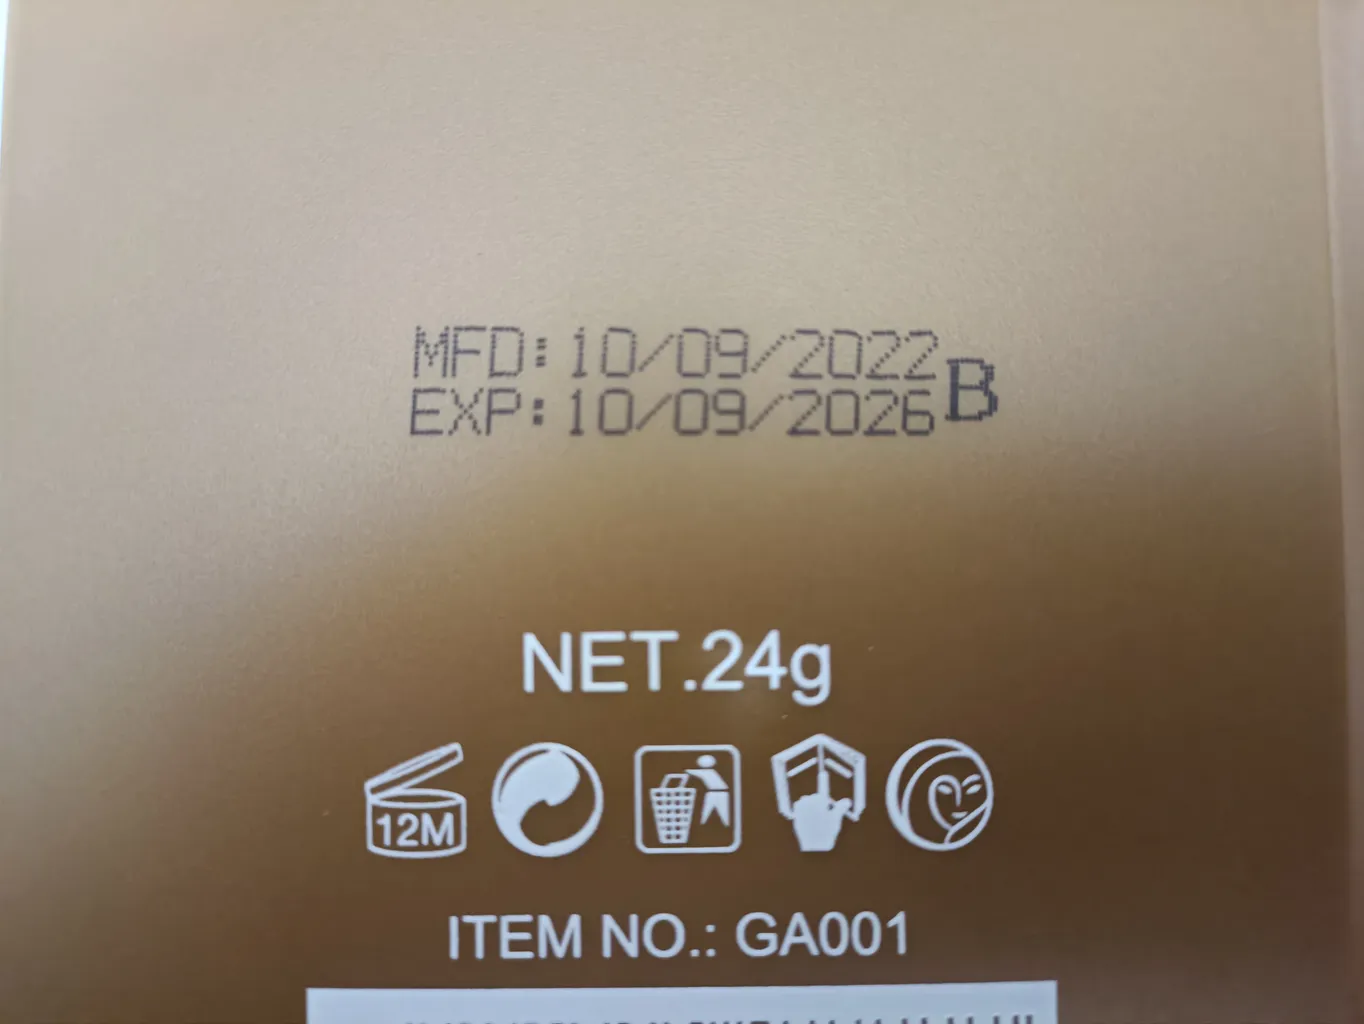 MFD: 10/09/2022
EXP: 10/09/2026 B
NET.24g
12M
ITEM NO.: GA001